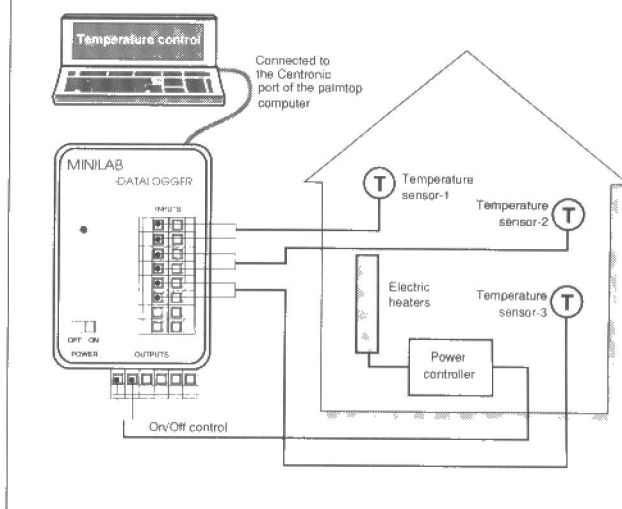 Temperature control
Connected to
the Centronic
port of the palmtop
computer
MINILAB
DATALOGGER
INPUTS
OFF ON
POWER
OUTPUTS
On/Off control
T
Temperature
sensor-1
Temperature
sensor-2
T
Electric
heaters
Temperature
sensor-3
T
Power
controller